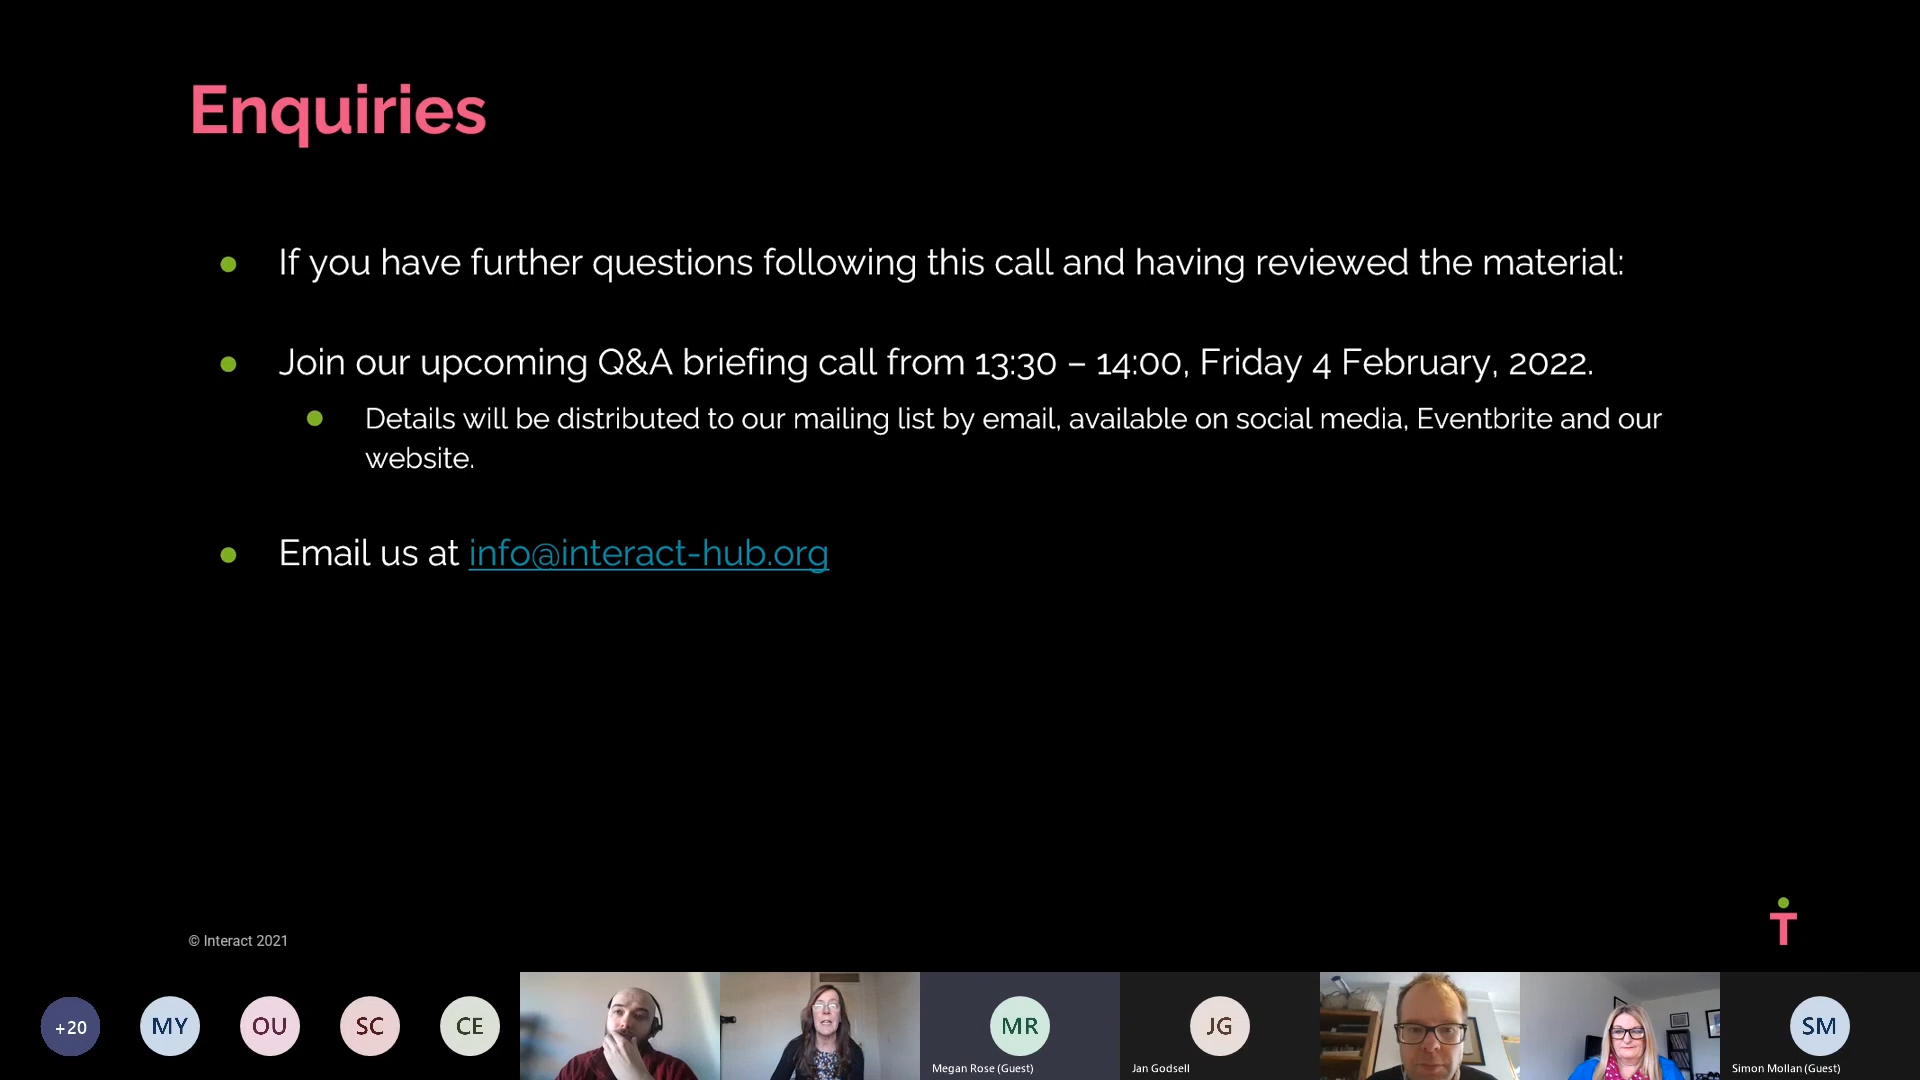 Enquiries
If you have further questions following this call and having reviewed the material:
Join our upcoming Q&A briefing call from 13:30 – 14:00, Friday 4 February, 2022.
Details will be distributed to our mailing list by email, available on social media, Eventbrite and our
website.
Email us at info@interact-hub.org
© Interact 2021
+20
MY
OU
SC
CE
MR
Megan Rose (Guest)
JG
Jan Godsell
SM
Simon Mollan (Guest)